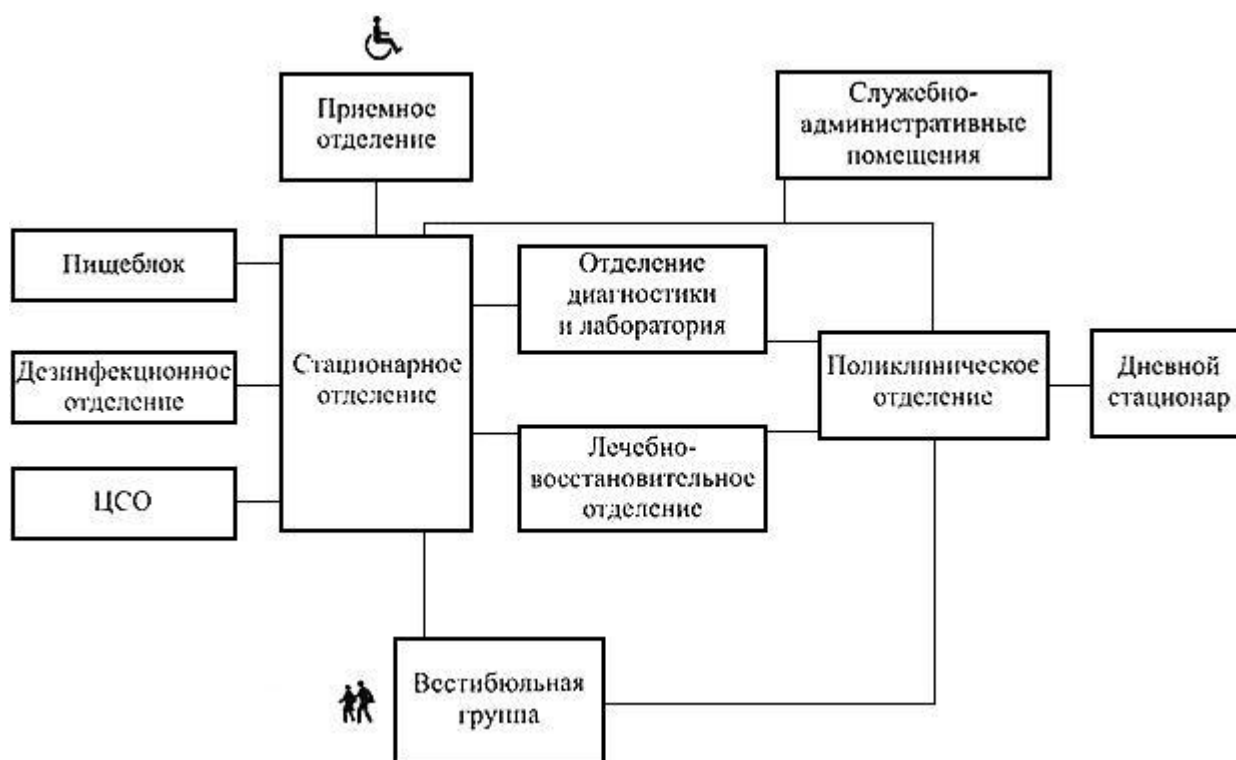 Приемное
отделение
Служебно-
административные
помещения
Пищеблок
Отделение
диагностики
и лаборатория
Дезинфекционное
отделение
Стационарное
отделение
Поликлиническое
отделение
Дневной
стационар
Лечебно-
восстановительное
отделение
ЦСО
Вестибюльная
группа